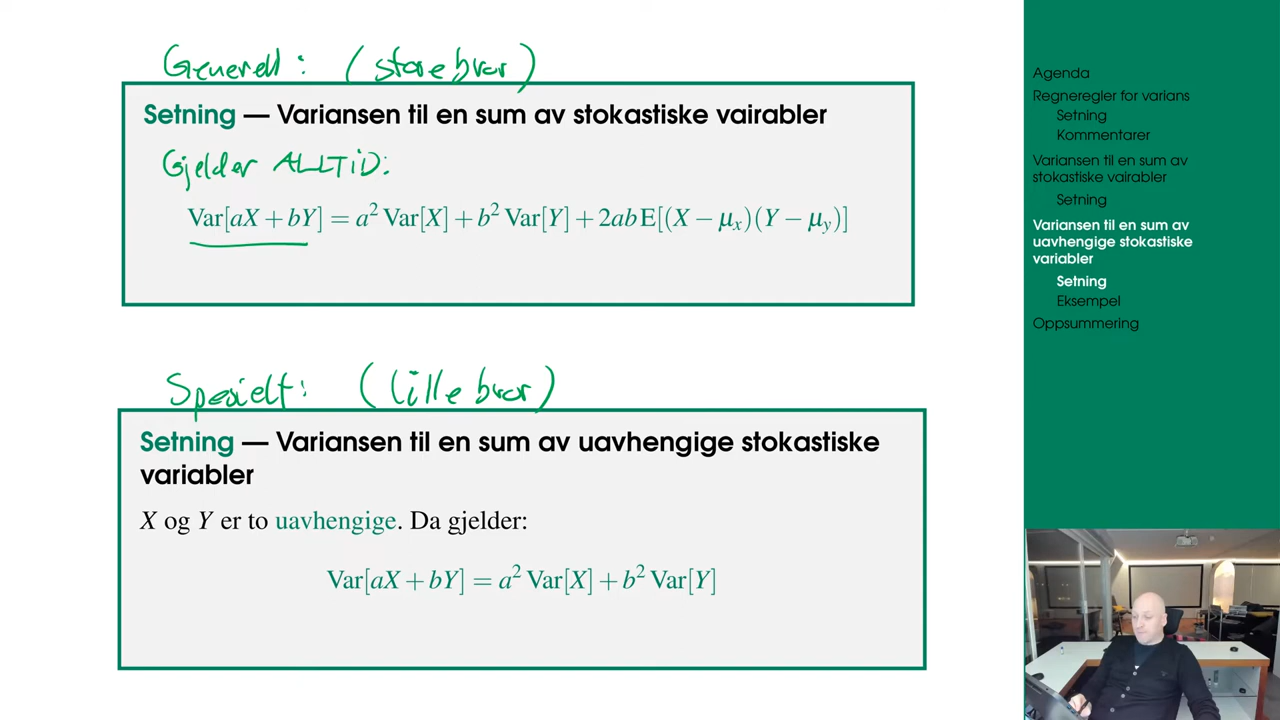 Generell: (storebror)
Setning — Variansen til en sum av stokastiske vairabler
Gjelder ALLTID:
Var[aX + bY] = a² Var[X] + b² Var[Y] + 2ab E[(X − μₓ)(Y − μᵧ)]
Spesielt: (lillebror)
Setning — Variansen til en sum av uavhengige stokastiske
variabler
X og Y er to uavhengige. Da gjelder:
Var[aX + bY] = a² Var[X] + b² Var[Y]
Agenda
Regneregler for varians
Setning
Kommentarer
Variansen til en sum av
stokastiske vairabler
Setning
Variansen til en sum av
uavhengige stokastiske
variabler
Setning
Eksempel
Oppsummering